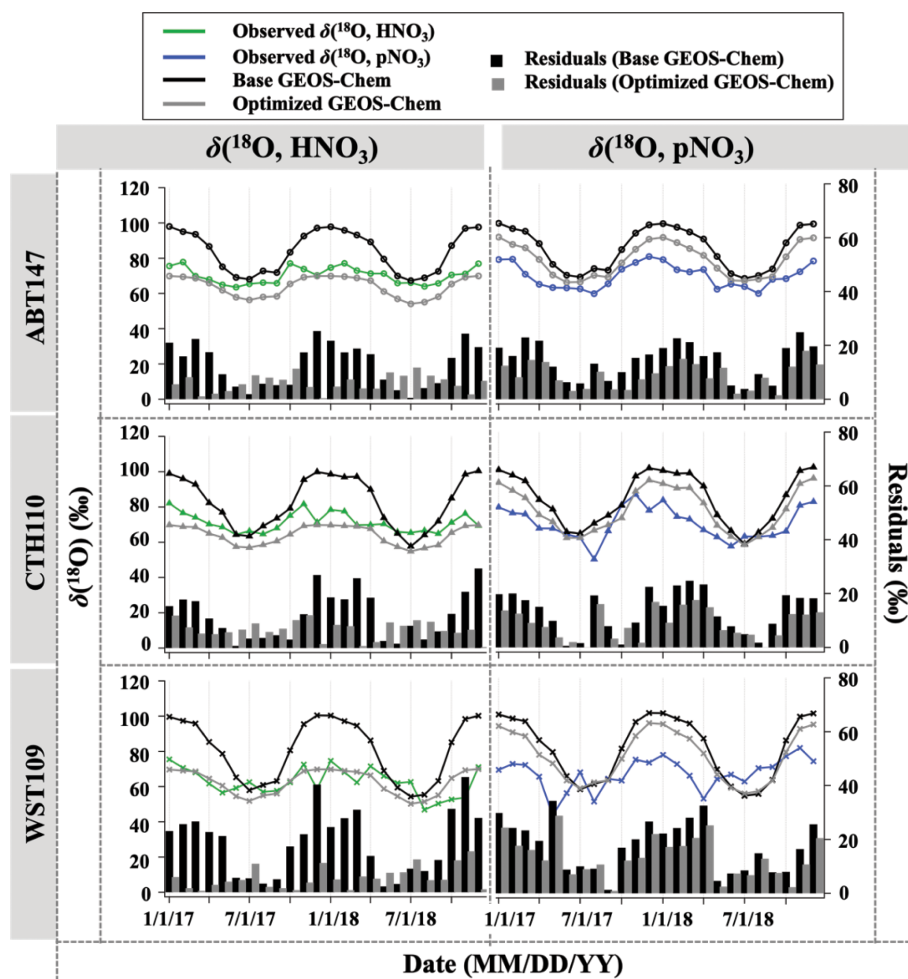 Observed δ(¹⁸O, HNO₃)
Observed δ(¹⁸O, pNO₃)
Base GEOS-Chem
Optimized GEOS-Chem
Residuals (Base GEOS-Chem)
Residuals (Optimized GEOS-Chem)
δ(¹⁸O, HNO₃)
δ(¹⁸O, pNO₃)
ABT147
CTH110
WST109
δ(¹⁸O) (‰)
120
100
80
60
40
20
0
80
60
40
20
0
120
100
80
60
40
20
0
80
60
40
20
0
120
100
80
60
40
20
0
80
60
40
20
0
Residuals (‰)
1/1/17 7/1/17 1/1/18 7/1/18
1/1/17 7/1/17 1/1/18 7/1/18
Date (MM/DD/YY)